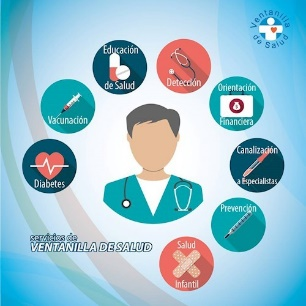 Ventanilla
de Salud
Educación
de Salud
Detección
Orientación
Financiera
Vacunación
Canalización
a Especialistas
Diabetes
Prevención
servicios de
VENTANILLA DE SALUD
Salud
Infantil